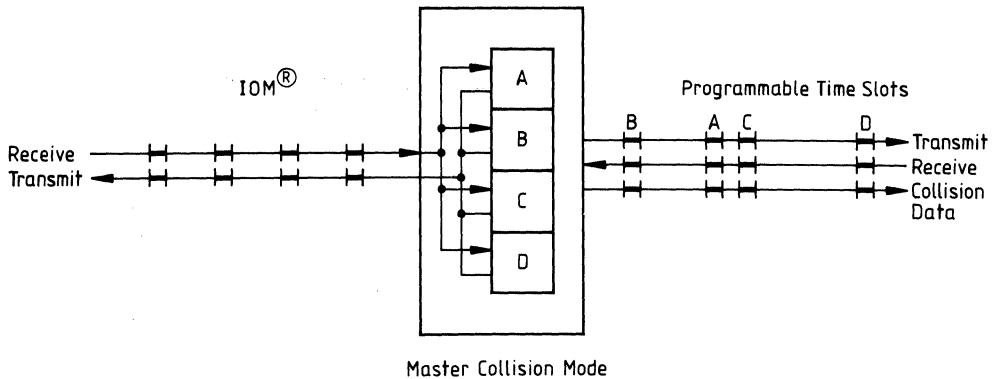 IOM®
Programmable Time Slots
A
B
C
D
B A C D
Receive
Transmit
Transmit
Receive
Collision
Data
Master Collision Mode